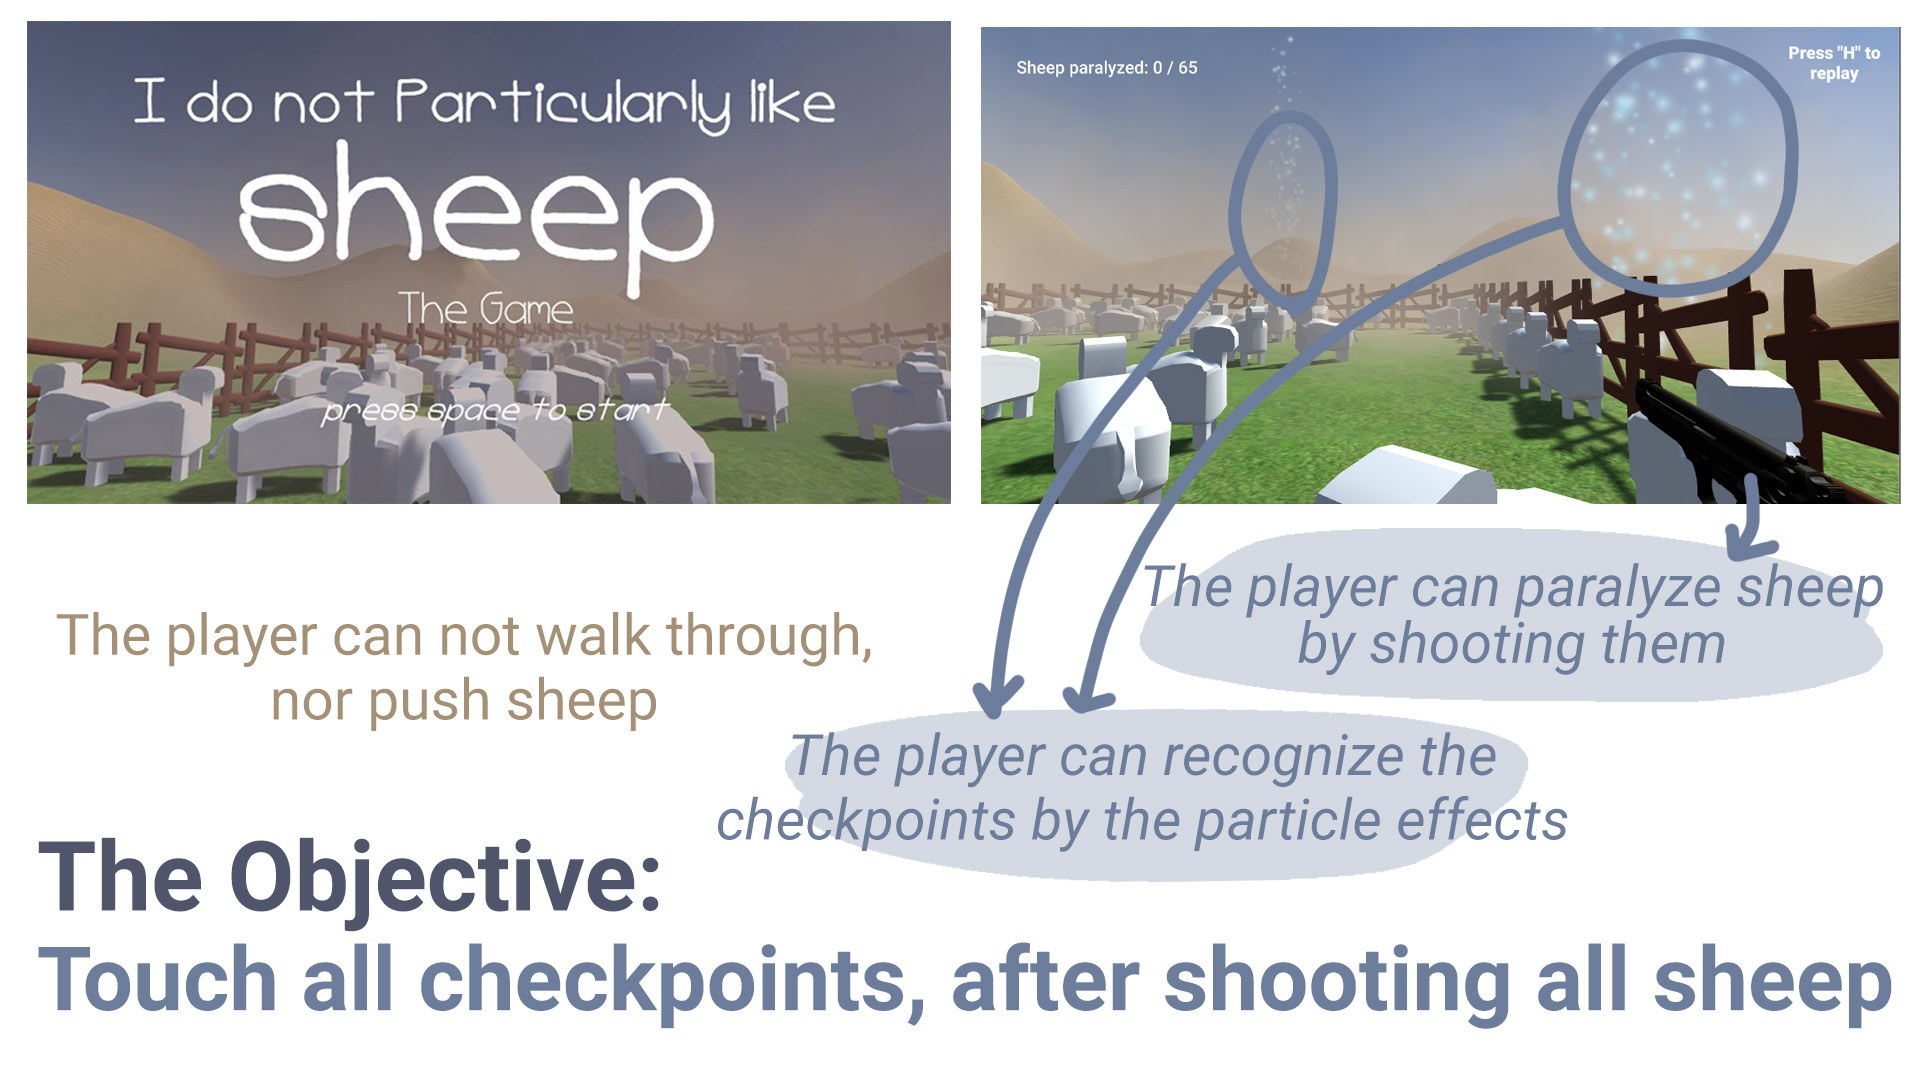 I do not Particularly like
sheep
The Game
press space to start
Sheep paralyzed: 0 / 65
Press "H" to
replay
The player can paralyze sheep
by shooting them
The player can not walk through,
nor push sheep
The player can recognize the
checkpoints by the particle effects
The Objective:
Touch all checkpoints, after shooting all sheep